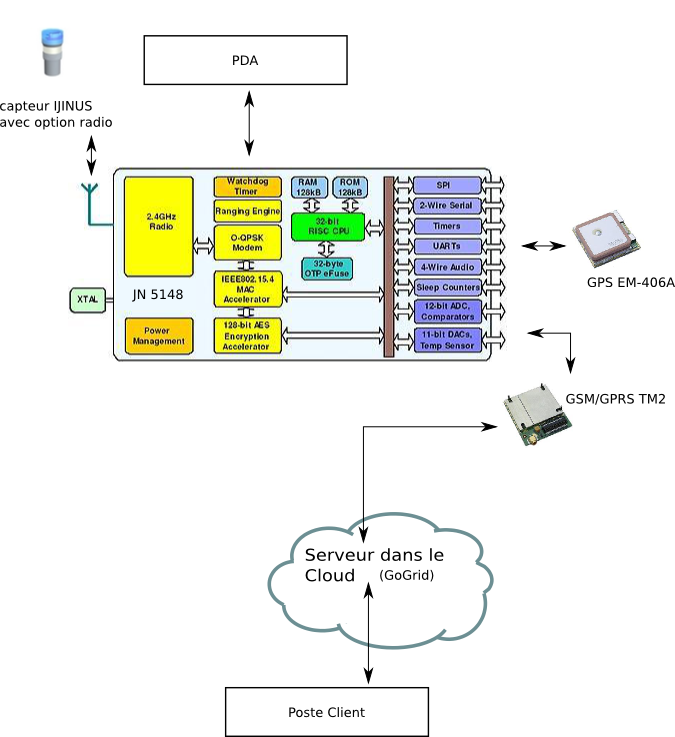 PDA
capteur IJINUS
avec option radio
2.4GHz
Radio
Watchdog
Timer
Ranging Engine
O-QPSK
Modem
IEEE802.15.4
MAC
Accelerator
128-bit AES
Encryption
Accelerator
JN 5148
XTAL
Power
Management
RAM
128kB
ROM
128kB
32-bit
RISC CPU
32-byte
OTP eFuse
SPI
2-Wire Serial
Timers
UARTs
4-Wire Audio
Sleep Counters
12-bit ADC,
Comparators
11-bit DACs,
Temp Sensor
GPS EM-406A
GSM/GPRS TM2
Serveur dans le
Cloud (GoGrid)
Poste Client